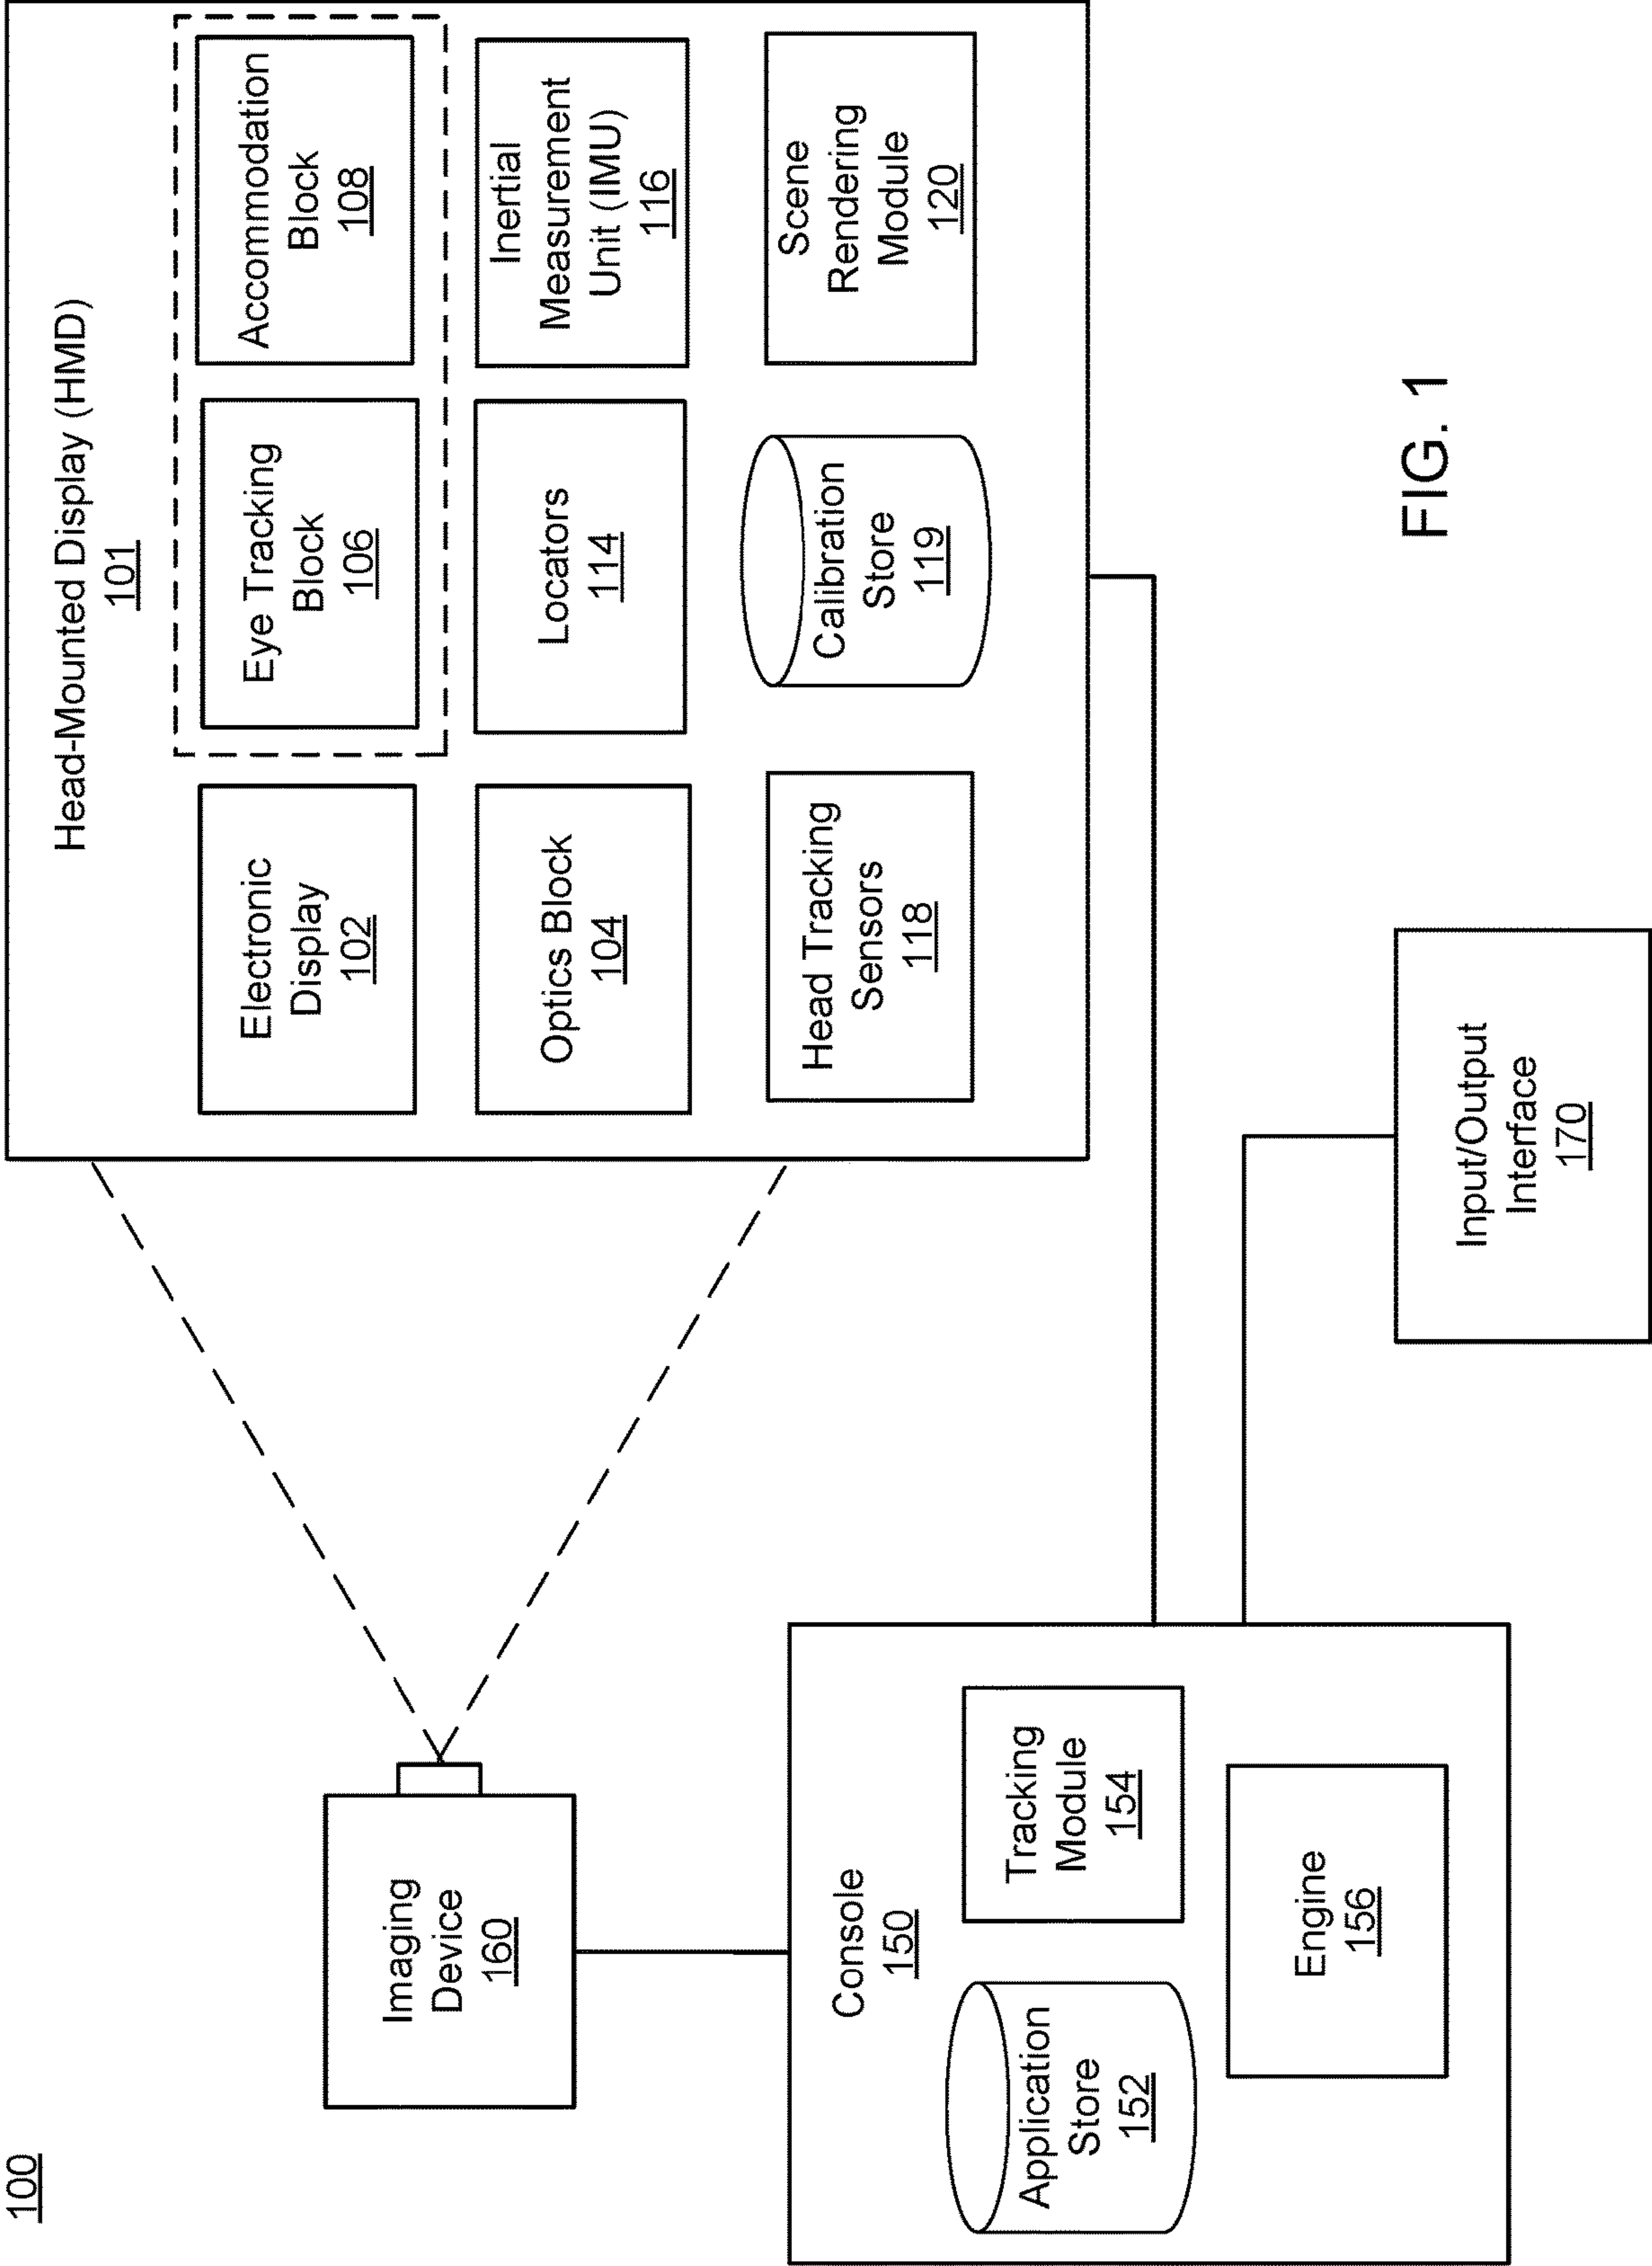 100
Head-Mounted Display (HMD)
101
Electronic
Display
102
Eye Tracking
Block
106
Accommodation
Block
108
Imaging
Device
160
Optics Block
104
Locators
114
Inertial
Measurement
Unit (IMU)
116
Head Tracking
Sensors
118
Calibration
Store
119
Scene
Rendering
Module
120
Console
150
Application
Store
152
Tracking
Module
154
Engine
156
Input/Output
Interface
170
FIG. 1